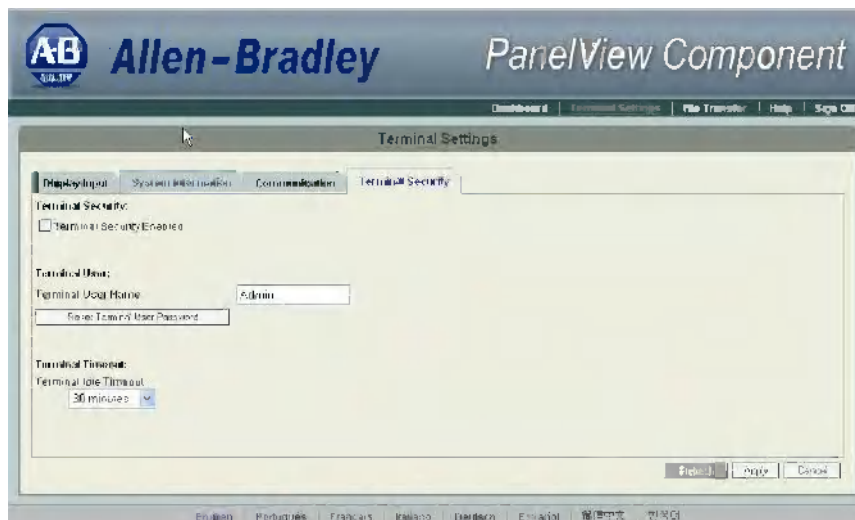 A·B
QUALITY
Allen-Bradley
PanelView Component
Dashboard | Terminal Settings | File Transfer | Help | Sign
Terminal Settings
Display/Input System Information Communication Terminal Security
Terminal Security:
Terminal Security Enabled
Terminal User:
Terminal User Name Admin
Reset Terminal User Password
Terminal Timeout:
Terminal Idle Timeout
30 minutes
Refresh Apply Cancel
English Português Français Italiano Deutsch Español 简体中文 한국어